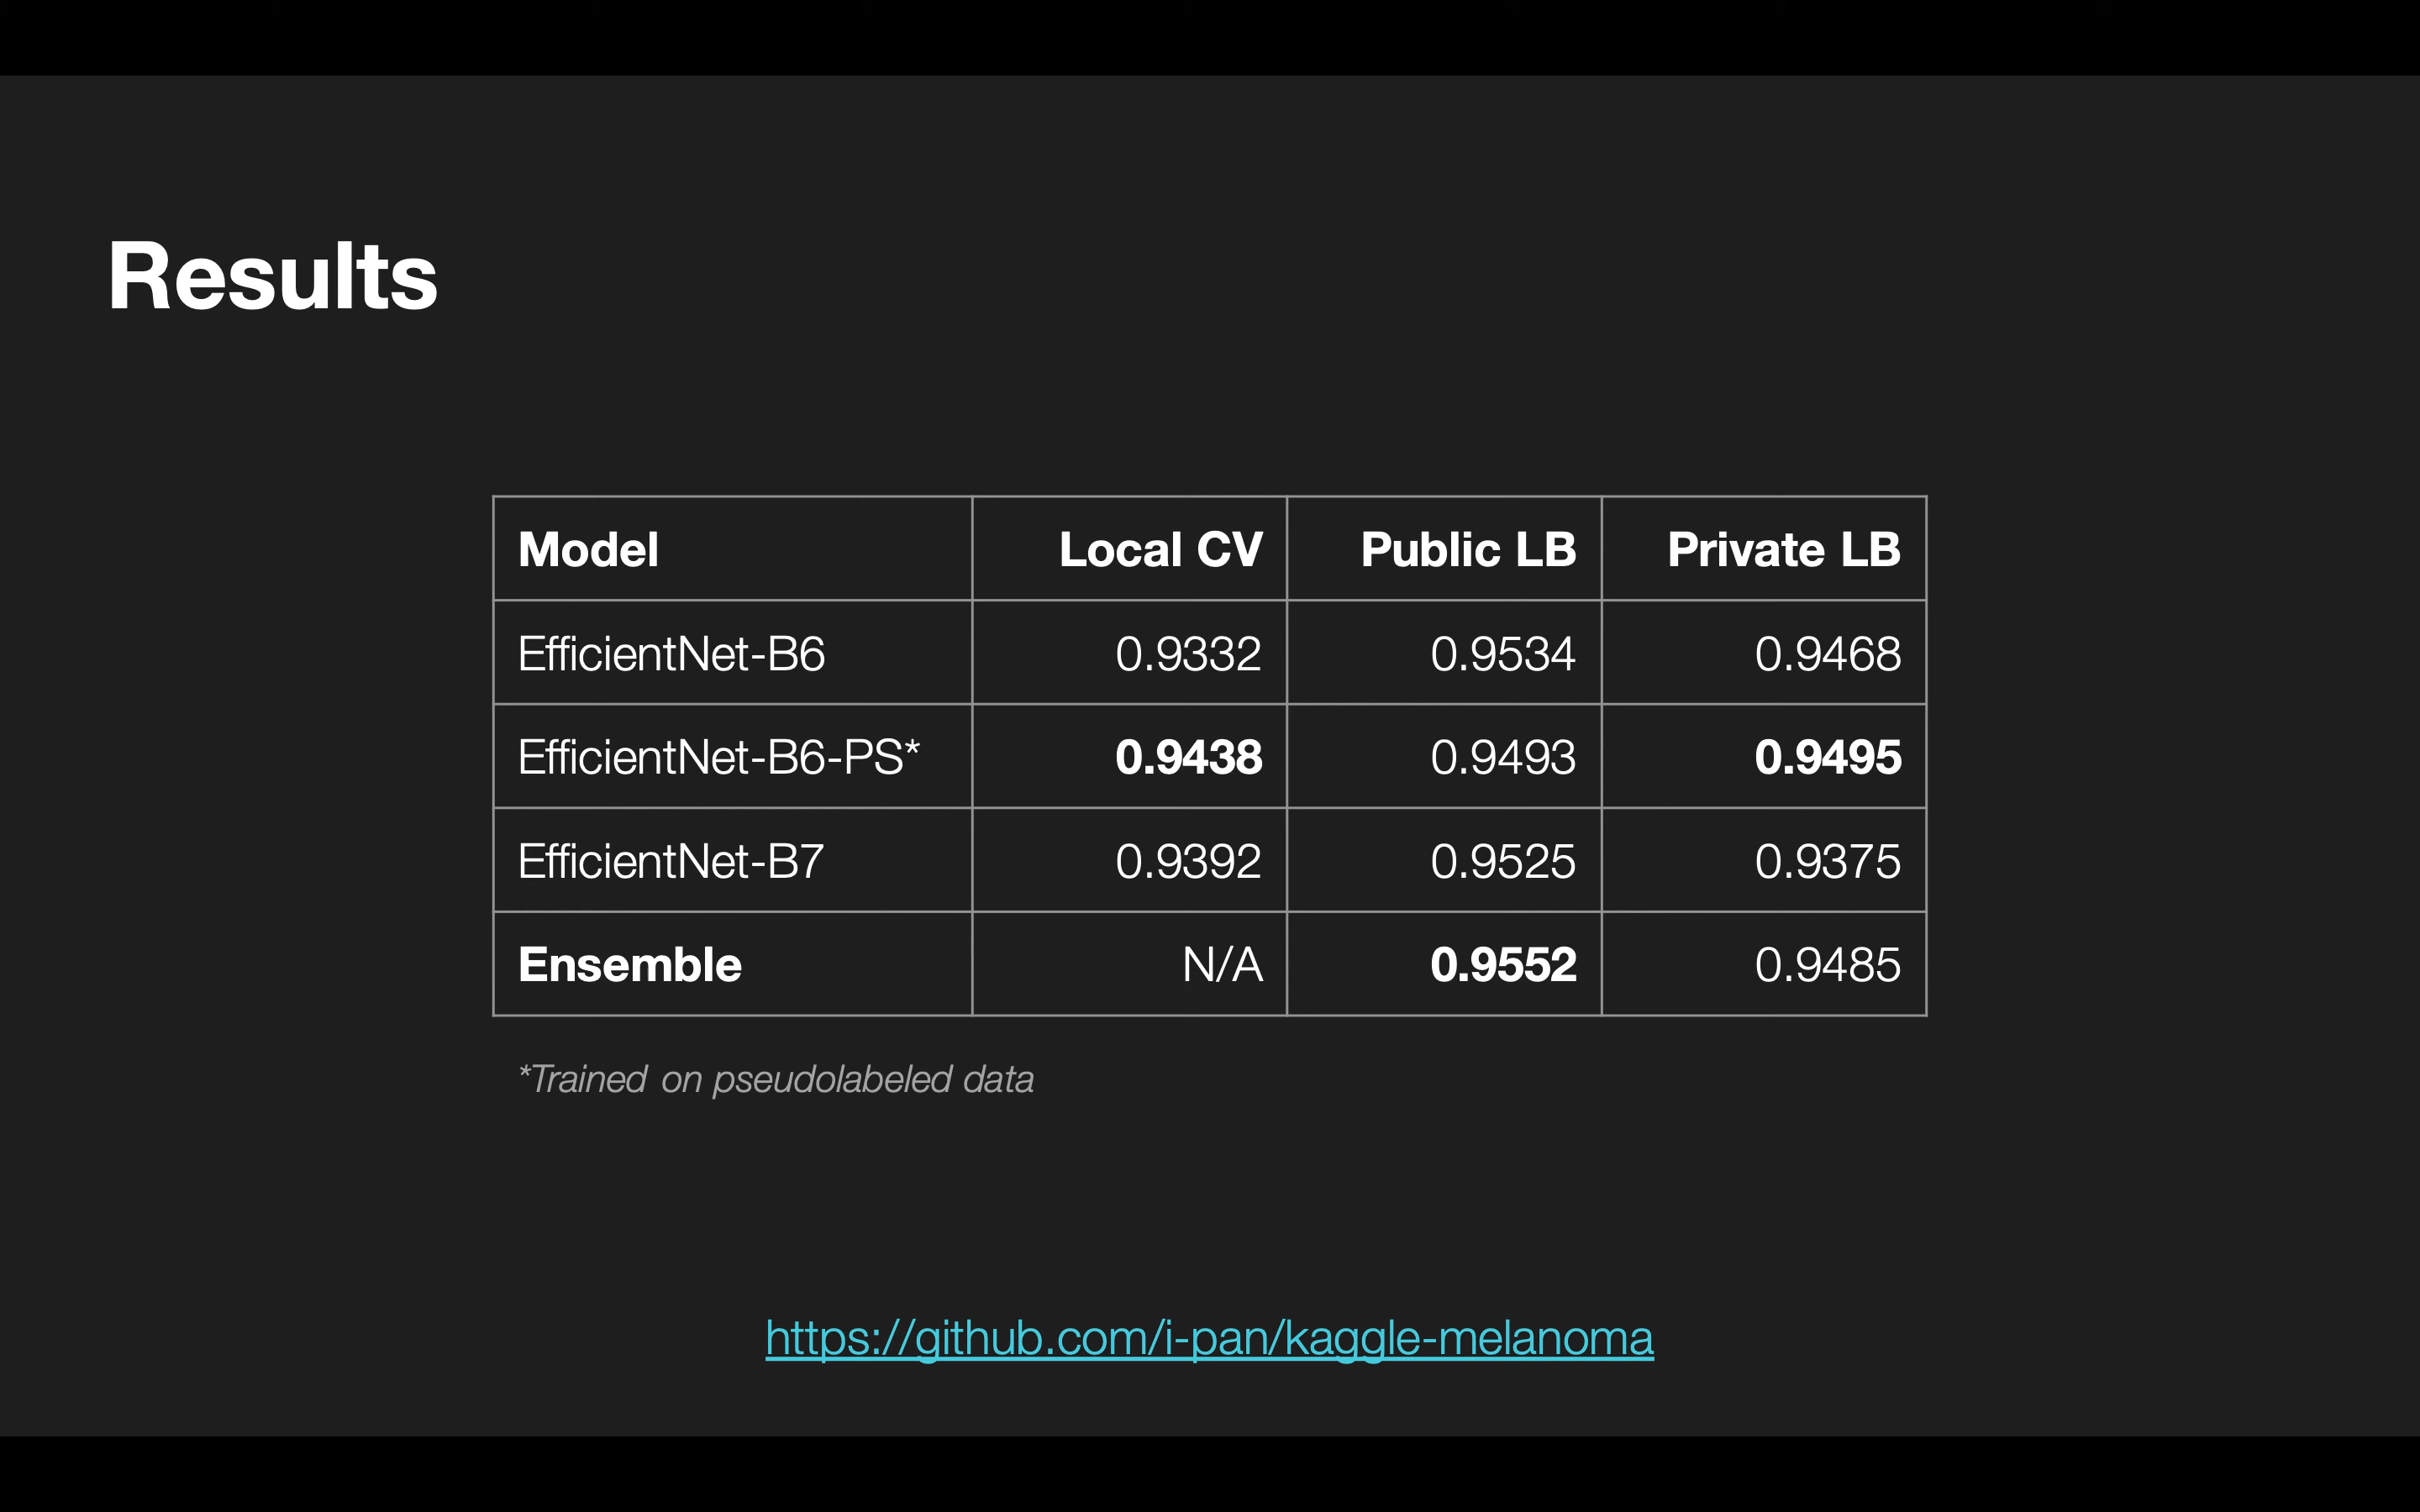 Results
Model Local CV Public LB Private LB
EfficientNet-B6 0.9332 0.9534 0.9468
EfficientNet-B6-PS* 0.9438 0.9493 0.9495
EfficientNet-B7 0.9392 0.9525 0.9375
Ensemble N/A 0.9552 0.9485
*Trained on pseudolabeled data
https://github.com/i-pan/kaggle-melanoma